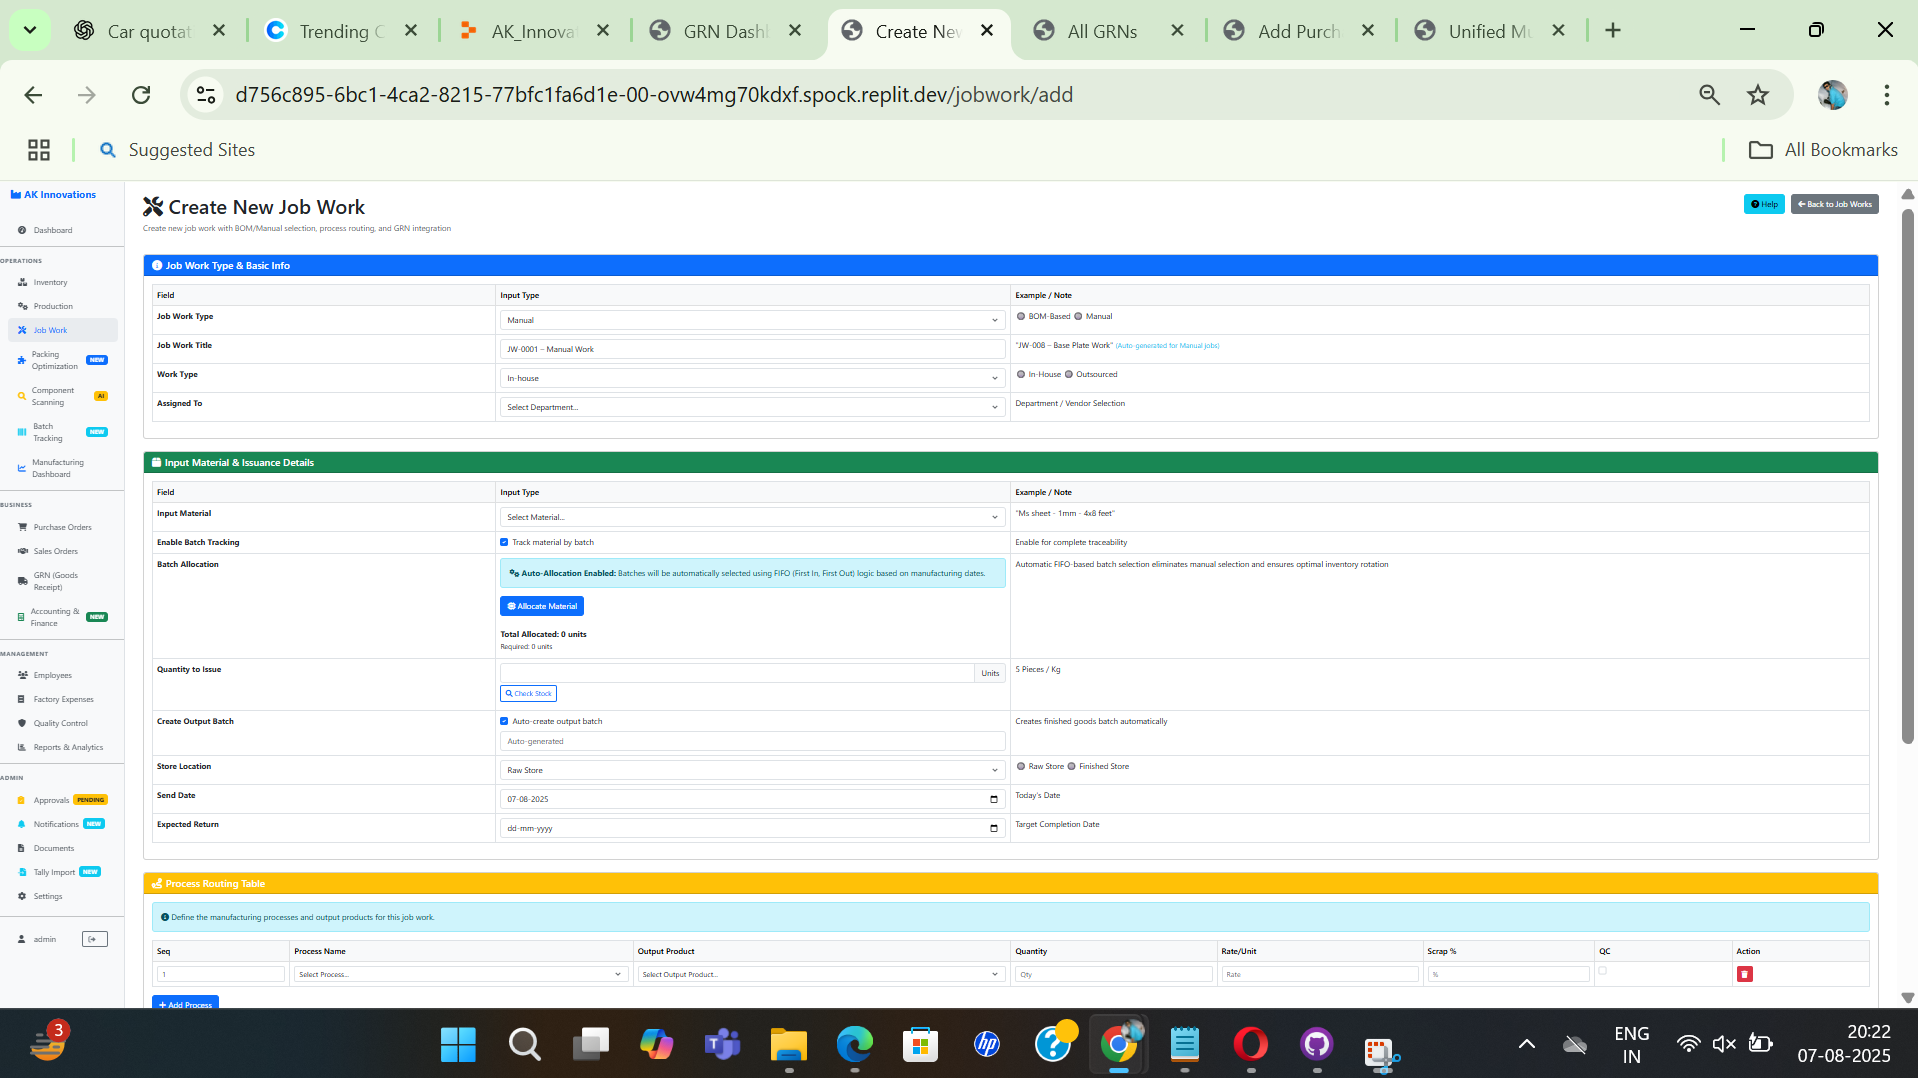 Car quotat
Trending C
AK_Innova
GRN Dash
Create New
All GRNs
Add Purch
Unified Mu
d756c895-6bc1-4ca2-8215-77bfc1fa6d1e-00-ovw4mg70kdxf.spock.replit.dev/jobwork/add
Suggested Sites
All Bookmarks
AK Innovations
Dashboard
OPERATIONS
Inventory
Production
Job Work
Packing Optimization NEW
Component Scanning AI
Batch Tracking NEW
Manufacturing Dashboard
BUSINESS
Purchase Orders
Sales Orders
GRN (Goods Receipt)
Accounting & Finance NEW
MANAGEMENT
Employees
Factory Expenses
Quality Control
Reports & Analytics
ADMIN
Approvals PENDING
Notifications NEW
Documents
Tally Import NEW
Settings
admin
Create New Job Work
Help
Back to Job Works
Create new job work with BOM/Manual selection, process routing, and GRN integration
Job Work Type & Basic Info
Field Input Type Example / Note
Job Work Type Manual BOM-Based Manual
Job Work Title JW-0001 – Manual Work "JW-008 – Base Plate Work" (Auto-generated for Manual jobs)
Work Type In-house In-House Outsourced
Assigned To Select Department... Department / Vendor Selection
Input Material & Issuance Details
Field Input Type Example / Note
Input Material Select Material... "Ms sheet - 1mm - 4x8 feet"
Enable Batch Tracking Track material by batch Enable for complete traceability
Batch Allocation Auto-Allocation Enabled: Batches will be automatically selected using FIFO (First In, First Out) logic based on manufacturing dates. Automatic FIFO-based batch selection eliminates manual selection and ensures optimal inventory rotation
Allocate Material
Total Allocated: 0 units
Required: 0 units
Quantity to Issue Units 5 Pieces / Kg
Check Stock
Create Output Batch Auto-create output batch Creates finished goods batch automatically
Auto-generated
Store Location Raw Store Raw Store Finished Store
Send Date 07-08-2025 Today's Date
Expected Return dd-mm-yyyy Target Completion Date
Process Routing Table
Define the manufacturing processes and output products for this job work.
Seq Process Name Output Product Quantity Rate/Unit Scrap % QC Action
1 Select Process... Select Output Product... Qty Rate %
+ Add Process
3
hp
ENG
IN
20:22
07-08-2025